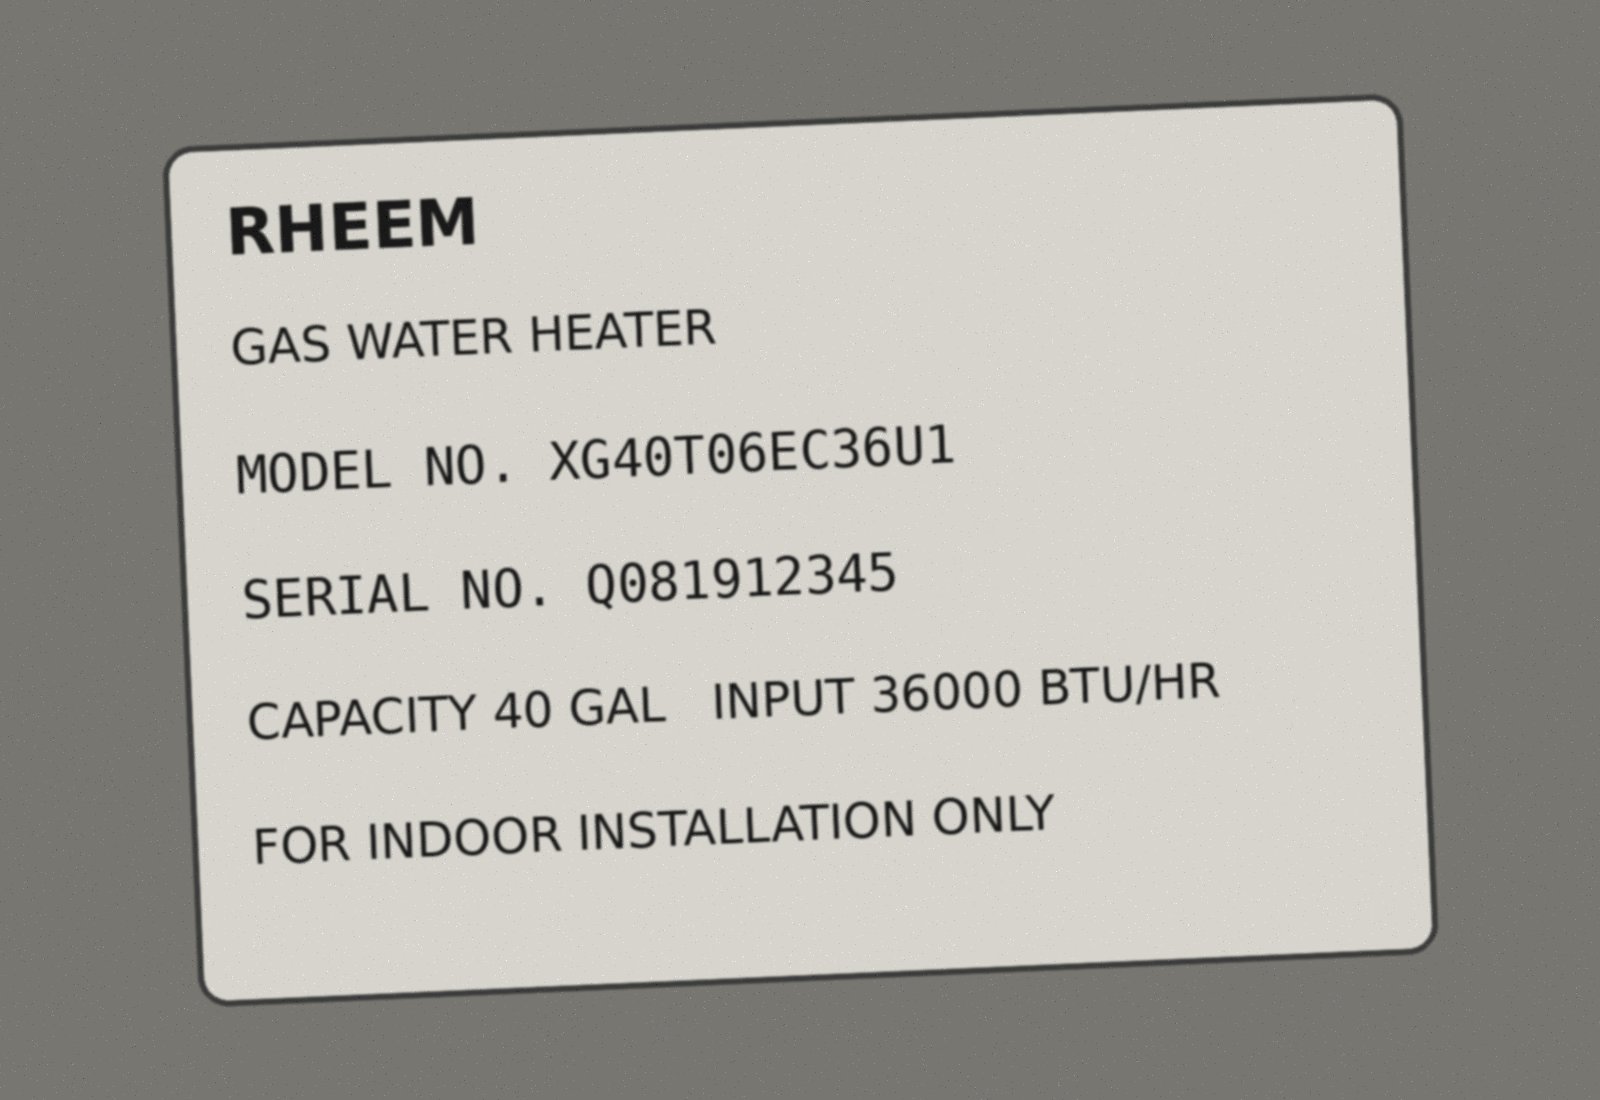 RHEEM
GAS WATER HEATER
MODEL NO. XG40T06EC36U1
SERIAL NO. Q081912345
CAPACITY 40 GAL INPUT 36000 BTU/HR
FOR INDOOR INSTALLATION ONLY